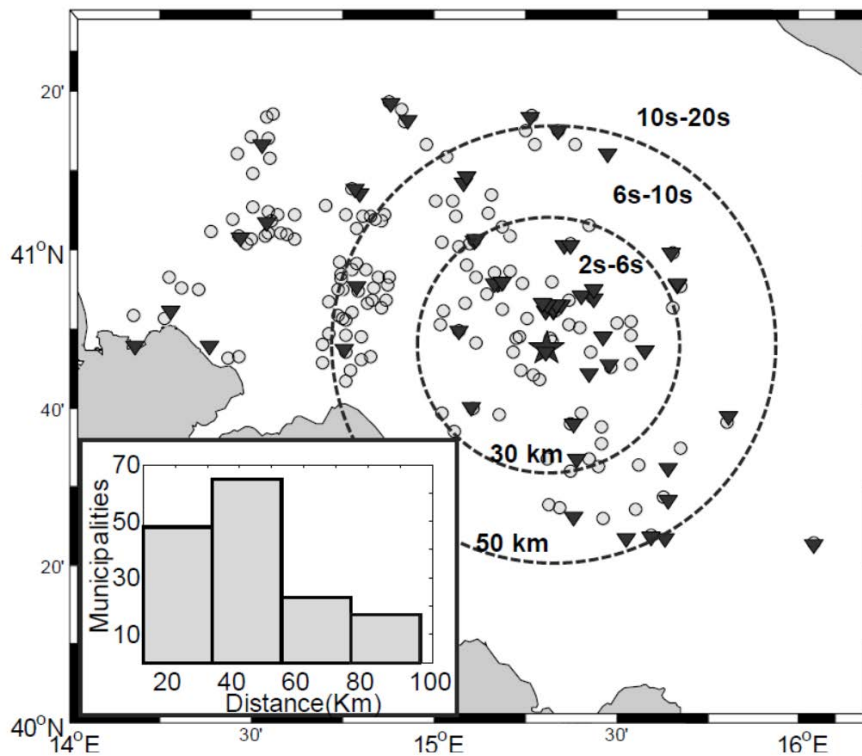 20'
10s-20s
6s-10s
41°N
2s-6s
40'
30 km
50 km
20'
40°N
14°E
30'
15°E
30'
16°E
70
50
30
10
Municipalities
20 40 60 80 100
Distance(Km)